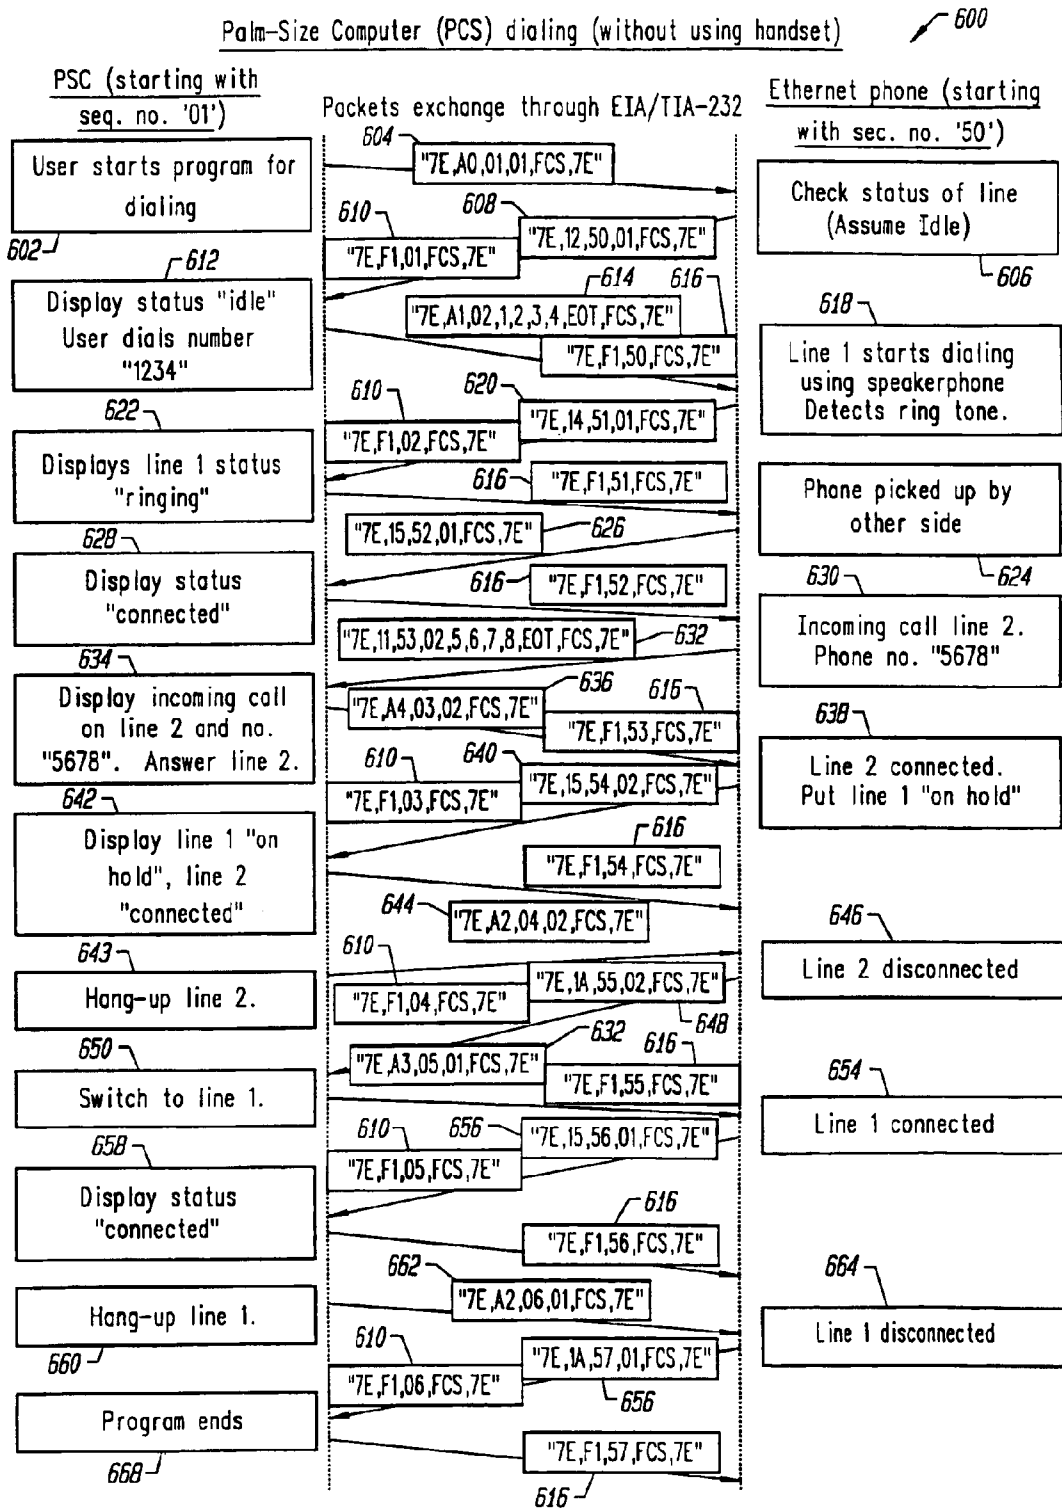 Palm-Size Computer (PCS) dialing (without using handset)
600
PSC (starting with
seq. no. '01')
Packets exchange through EIA/TIA-232
Ethernet phone (starting
with sec. no. '50')
604
"7E,A0,01,01,FCS,7E"
User starts program for
dialing
602
Check status of line
(Assume Idle)
606
610
608
"7E,12,50,01,FCS,7E"
"7E,F1,01,FCS,7E"
612
Display status "idle"
User dials number
"1234"
614
616
"7E,A1,02,1,2,3,4,EOT,FCS,7E"
"7E,F1,50,FCS,7E"
618
Line 1 starts dialing
using speakerphone
Detects ring tone.
610
620
"7E,14,51,01,FCS,7E"
"7E,F1,02,FCS,7E"
622
Displays line 1 status
"ringing"
616
"7E,F1,51,FCS,7E"
Phone picked up by
other side
624
"7E,15,52,01,FCS,7E"
626
628
Display status
"connected"
616
"7E,F1,52,FCS,7E"
630
Incoming call line 2.
Phone no. "5678"
"7E,11,53,02,5,6,7,8,EOT,FCS,7E"
632
634
Display incoming call
on line 2 and no.
"5678". Answer line 2.
636
616
"7E,A4,03,02,FCS,7E"
"7E,F1,53,FCS,7E"
638
Line 2 connected.
Put line 1 "on hold"
610
640
"7E,15,54,02,FCS,7E"
"7E,F1,03,FCS,7E"
642
Display line 1 "on
hold", line 2
"connected"
616
"7E,F1,54,FCS,7E"
644
"7E,A2,04,02,FCS,7E"
646
Line 2 disconnected
643
Hang-up line 2.
610
"7E,1A,55,02,FCS,7E"
"7E,F1,04,FCS,7E"
648
650
Switch to line 1.
632
616
"7E,A3,05,01,FCS,7E"
"7E,F1,55,FCS,7E"
654
Line 1 connected
610
656
"7E,15,56,01,FCS,7E"
"7E,F1,05,FCS,7E"
658
Display status
"connected"
616
"7E,F1,56,FCS,7E"
662
"7E,A2,06,01,FCS,7E"
664
Line 1 disconnected
Hang-up line 1.
660
610
"7E,1A,57,01,FCS,7E"
"7E,F1,06,FCS,7E"
656
Program ends
668
"7E,F1,57,FCS,7E"
616